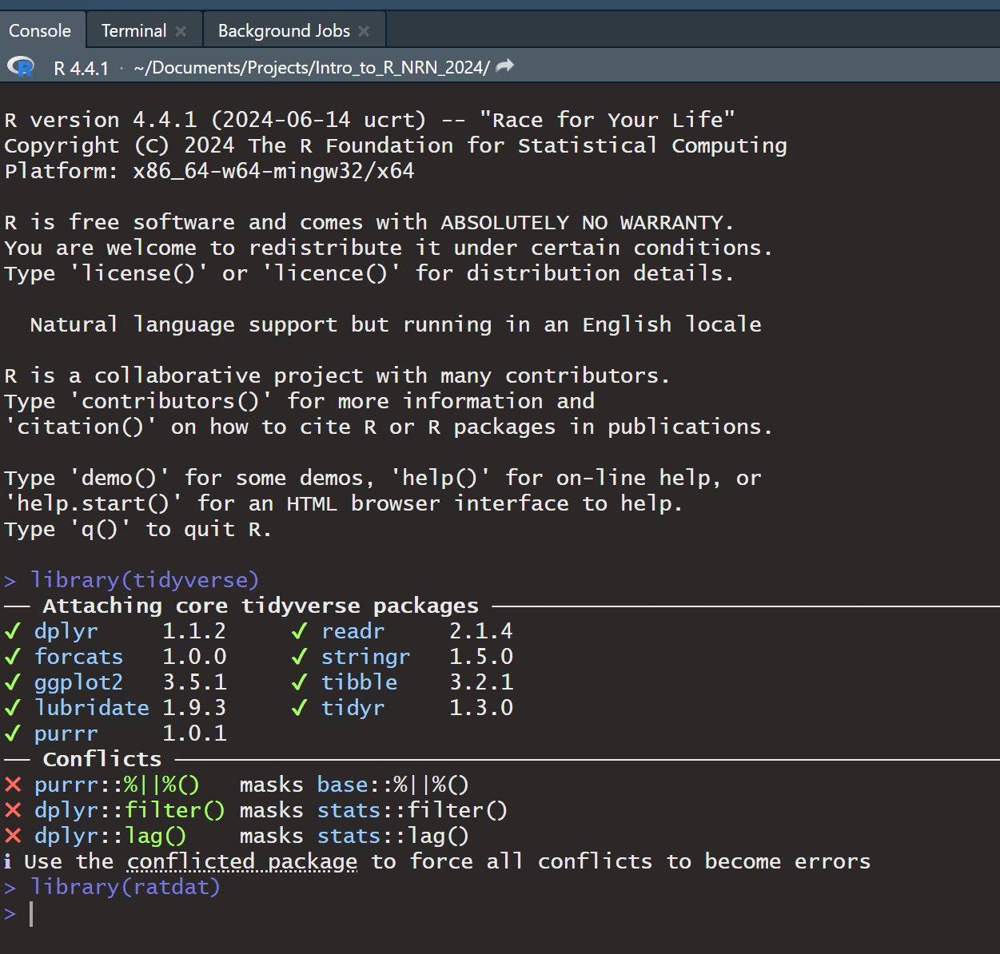 Console Terminal Background Jobs
R R 4.4.1 · ~/Documents/Projects/Intro_to_R_NRN_2024/
R version 4.4.1 (2024-06-14 ucrt) -- "Race for Your Life"
Copyright (C) 2024 The R Foundation for Statistical Computing
Platform: x86_64-w64-mingw32/x64
R is free software and comes with ABSOLUTELY NO WARRANTY.
You are welcome to redistribute it under certain conditions.
Type 'license()' or 'licence()' for distribution details.
Natural language support but running in an English locale
R is a collaborative project with many contributors.
Type 'contributors()' for more information and
'citation()' on how to cite R or R packages in publications.
Type 'demo()' for some demos, 'help()' for on-line help, or
'help.start()' for an HTML browser interface to help.
Type 'q()' to quit R.
> library(tidyverse)
── Attaching core tidyverse packages ──
✔ dplyr     1.1.2     ✔ readr     2.1.4
✔ forcats   1.0.0     ✔ stringr   1.5.0
✔ ggplot2   3.5.1     ✔ tibble    3.2.1
✔ lubridate 1.9.3     ✔ tidyr     1.3.0
✔ purrr     1.0.1
── Conflicts ──
✖ purrr::%||%()   masks base::%||%()
✖ dplyr::filter() masks stats::filter()
✖ dplyr::lag()    masks stats::lag()
ℹ Use the conflicted package to force all conflicts to become errors
> library(ratdat)
>